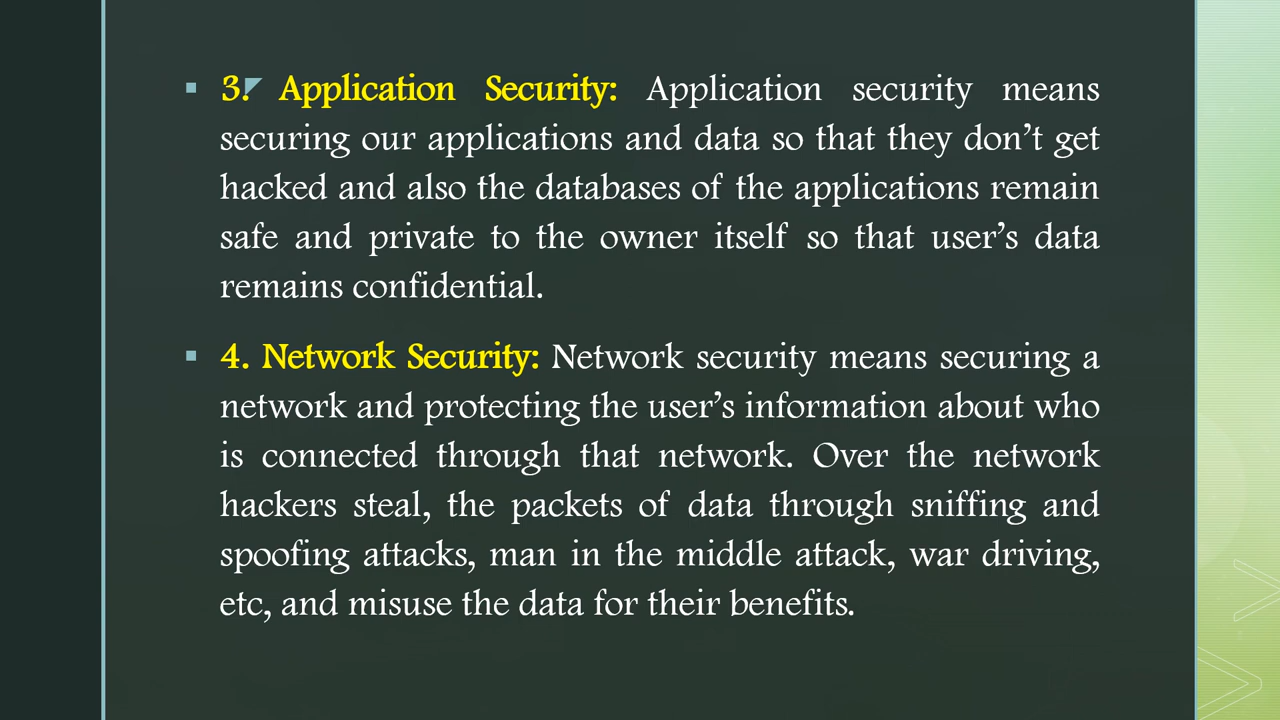 ▪ 3. Application Security: Application security means
securing our applications and data so that they don’t get
hacked and also the databases of the applications remain
safe and private to the owner itself so that user’s data
remains confidential.
▪ 4. Network Security: Network security means securing a
network and protecting the user’s information about who
is connected through that network. Over the network
hackers steal, the packets of data through sniffing and
spoofing attacks, man in the middle attack, war driving,
etc, and misuse the data for their benefits.